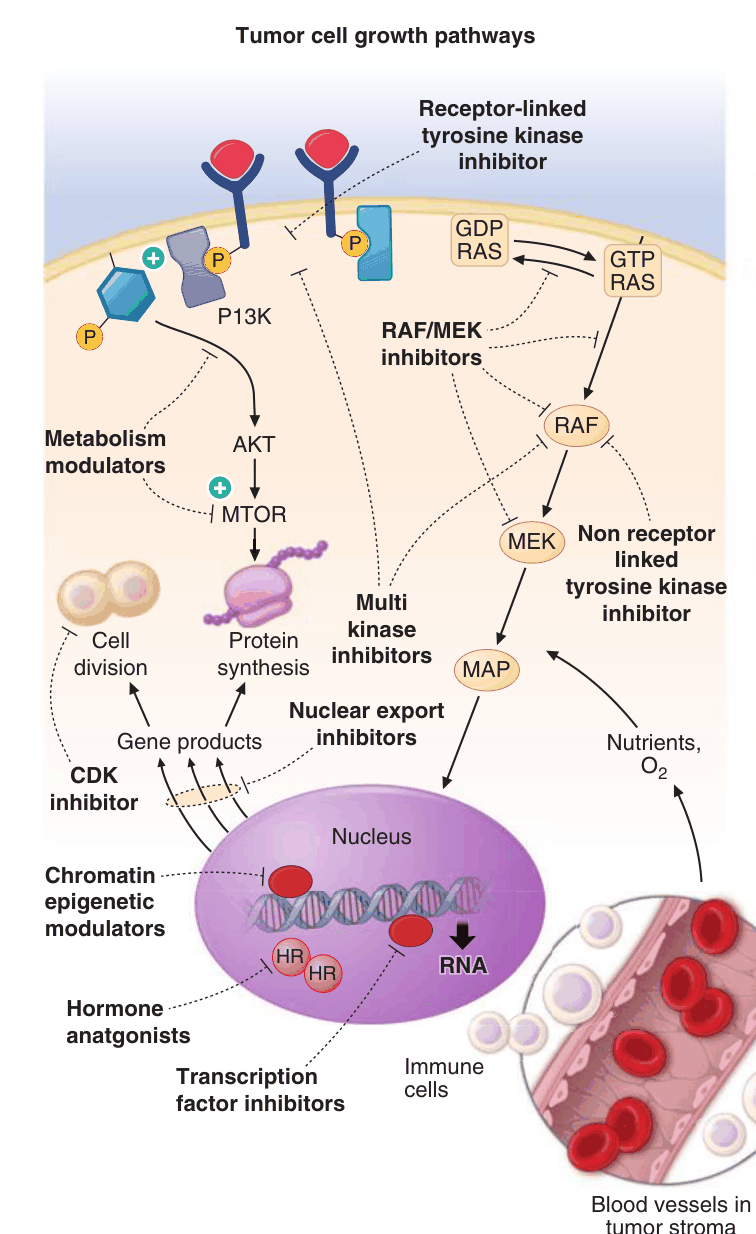 Tumor cell growth pathways
Receptor-linked
tyrosine kinase
inhibitor
GDP
RAS
GTP
RAS
P
P
P
P13K
RAF/MEK
inhibitors
RAF
Metabolism
modulators
AKT
MTOR
MEK
Non receptor
linked
tyrosine kinase
inhibitor
Multi
kinase
inhibitors
Cell
division
Protein
synthesis
MAP
Nuclear export
inhibitors
Gene products
Nutrients,
O2
CDK
inhibitor
Nucleus
Chromatin
epigenetic
modulators
HR
HR
RNA
Hormone
anatgonists
Transcription
factor inhibitors
Immune
cells
Blood vessels in
tumor stroma